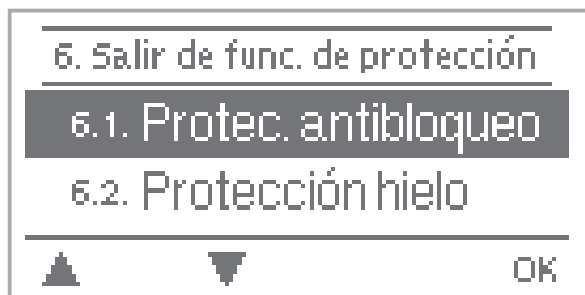 6. Salir de func. de protección
6.1. Protec. antibloqueo
6.2. Protección hielo
OK